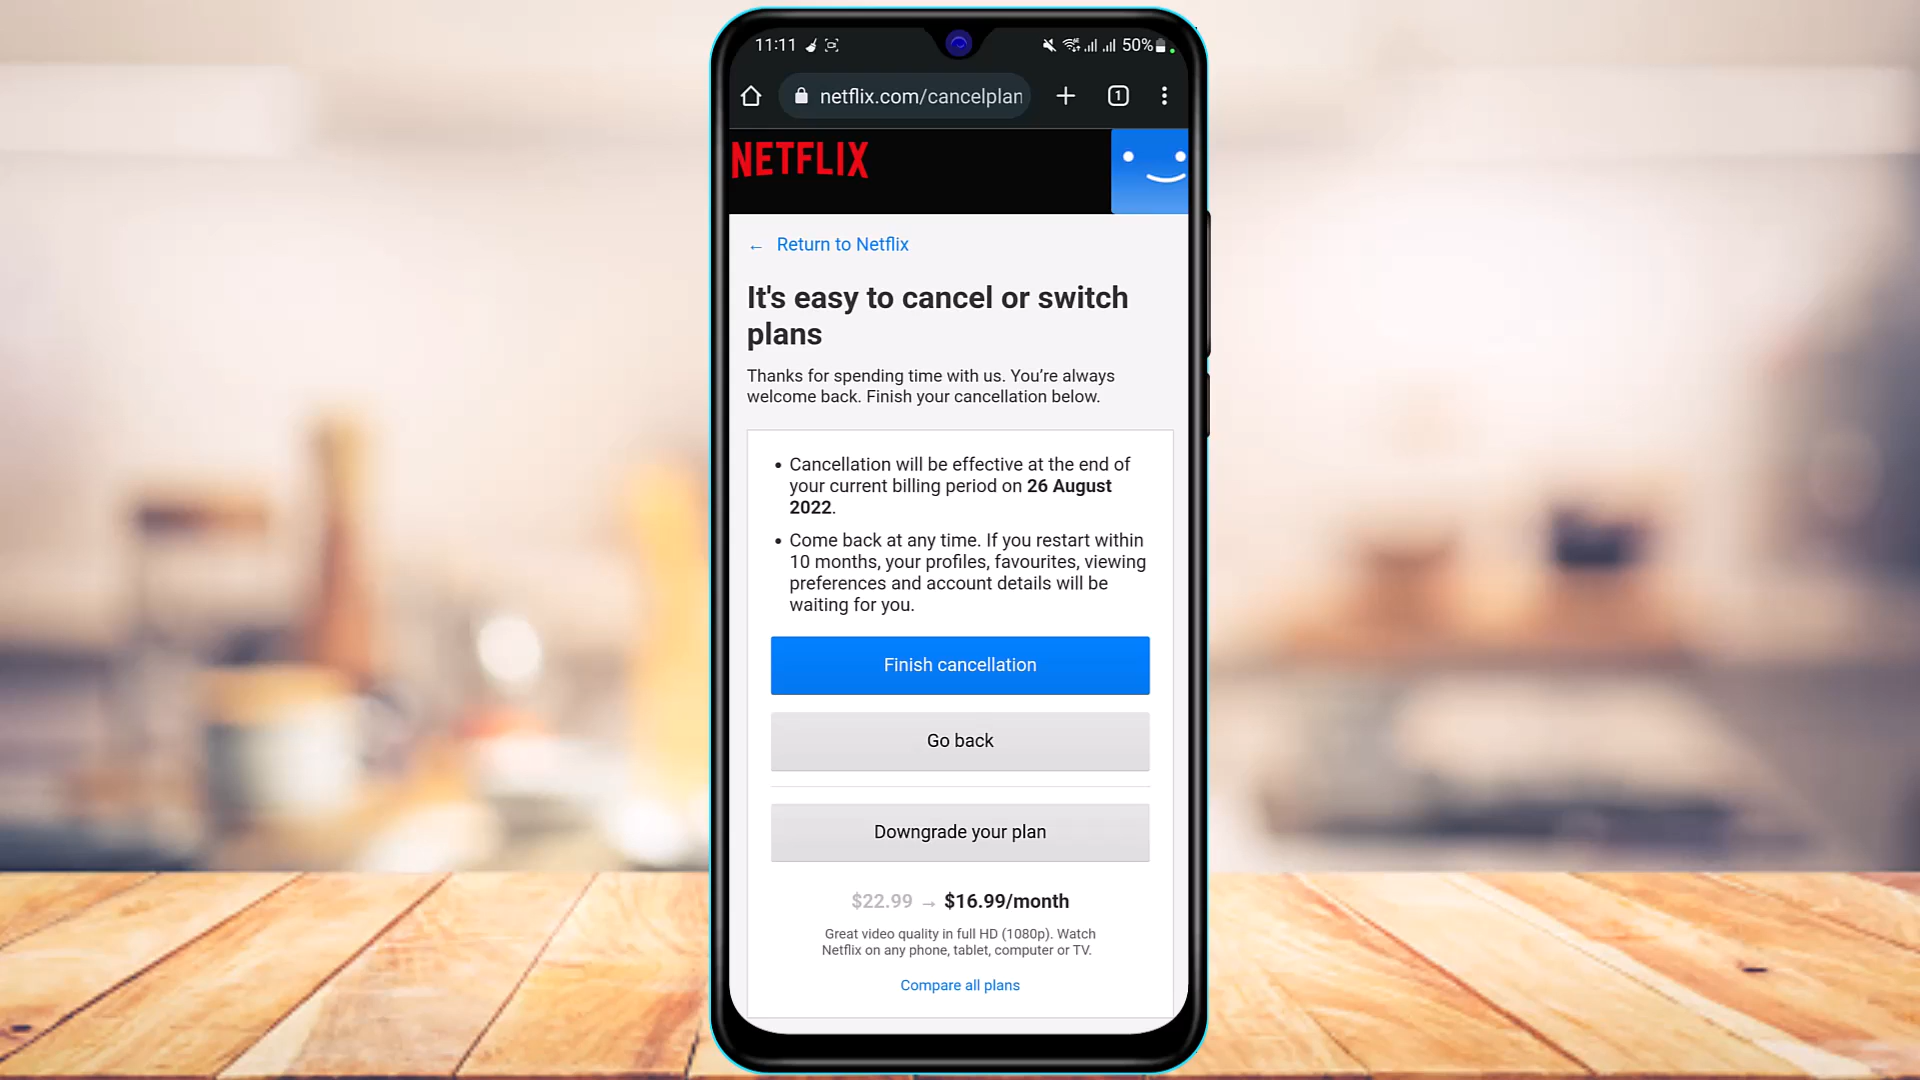 11:11 50%
netflix.com/cancelplan 1
NETFLIX
← Return to Netflix
It's easy to cancel or switch
plans
Thanks for spending time with us. You’re always
welcome back. Finish your cancellation below.
• Cancellation will be effective at the end of
your current billing period on 26 August
2022.
• Come back at any time. If you restart within
10 months, your profiles, favourites, viewing
preferences and account details will be
waiting for you.
Finish cancellation
Go back
Downgrade your plan
$22.99 → $16.99/month
Great video quality in full HD (1080p). Watch
Netflix on any phone, tablet, computer or TV.
Compare all plans